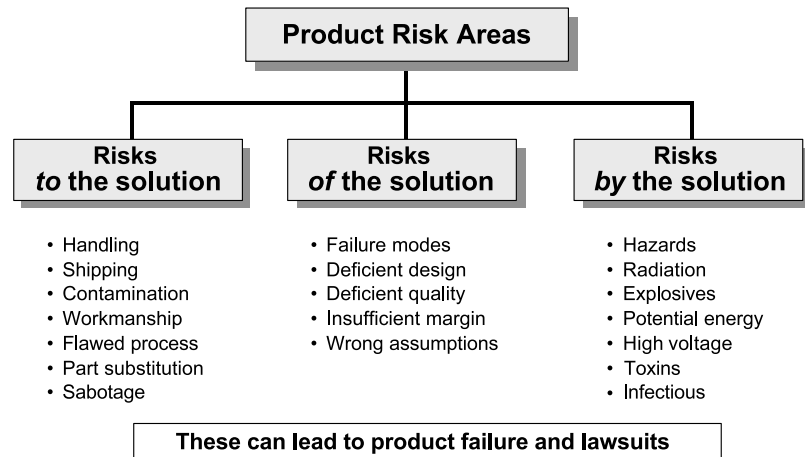 Product Risk Areas
Risks
to the solution
• Handling
• Shipping
• Contamination
• Workmanship
• Flawed process
• Part substitution
• Sabotage
Risks
of the solution
• Failure modes
• Deficient design
• Deficient quality
• Insufficient margin
• Wrong assumptions
Risks
by the solution
• Hazards
• Radiation
• Explosives
• Potential energy
• High voltage
• Toxins
• Infectious
These can lead to product failure and lawsuits